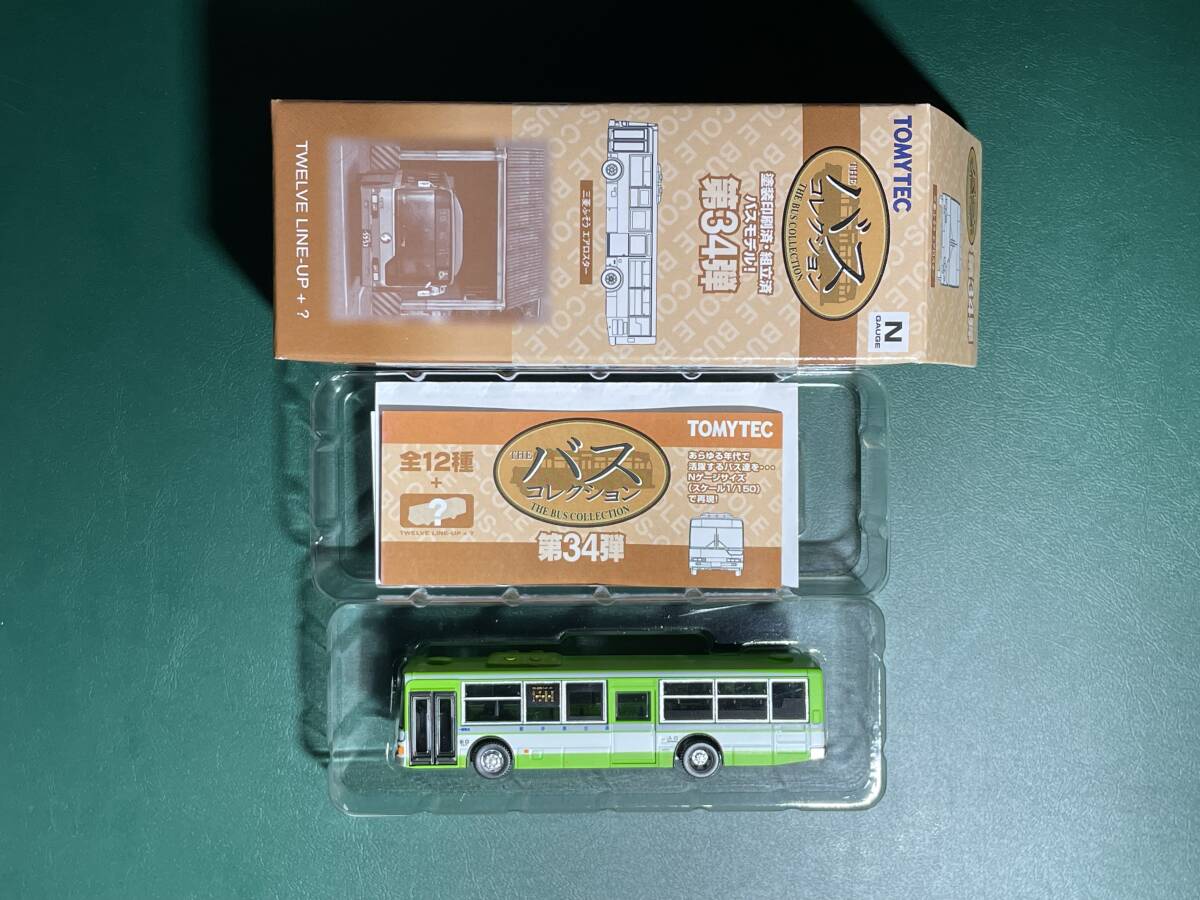 TOMYTEC
THE
バス
コレクション
THE BUS COLLECTION
N
GAUGE
塗装印刷済・組立済
バスモデル!
第34弾
三菱ふそう エアロスター
TWELVE LINE-UP + ?
TOMYTEC
全12種
+
?
TWELVE LINE-UP + ?
THE
バス
コレクション
THE BUS COLLECTION
第34弾
あらゆる年代で
活躍するバス達を・・・
Nゲージサイズ
(スケール1/150)
で再現!